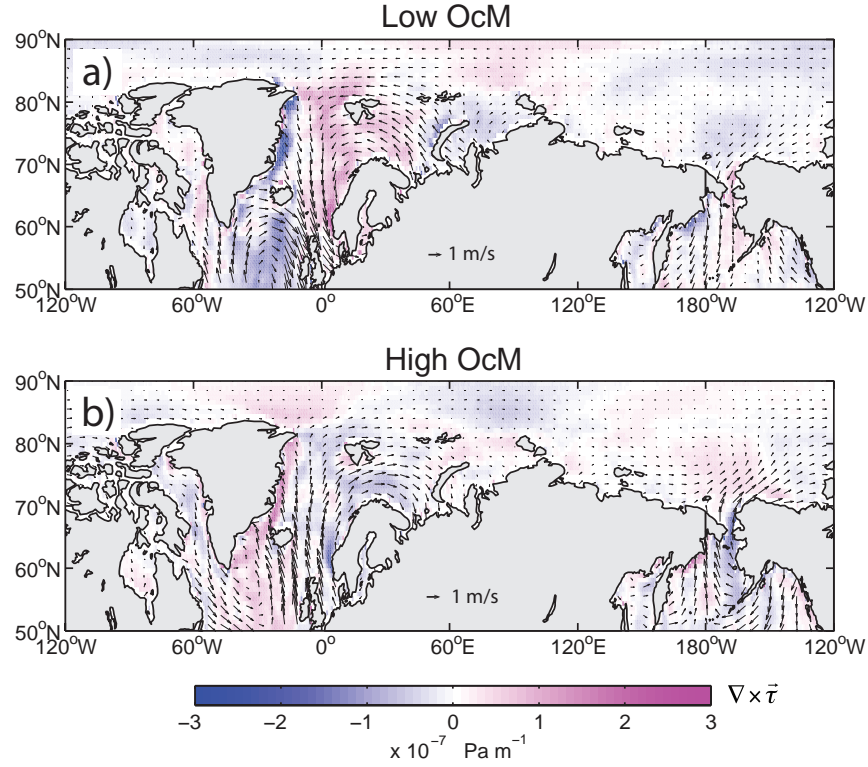 Low OcM
a)
90°N
80°N
70°N
60°N
50°N
1 m/s
120°W 60°W 0° 60°E 120°E 180°W 120°W
High OcM
b)
90°N
80°N
70°N
60°N
50°N
1 m/s
120°W 60°W 0° 60°E 120°E 180°W 120°W
∇ × τ⃗
−3 −2 −1 0 1 2 3
x 10⁻⁷ Pa m⁻¹